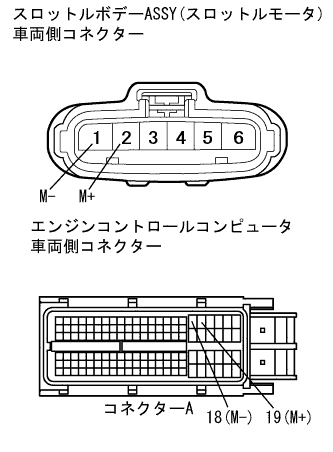 スロットルボデーASSY(スロットルモータ)
車両側コネクター
1 2 3 4 5 6
M- M+
エンジンコントロールコンピュータ
車両側コネクター
コネクターA
18(M-) 19(M+)